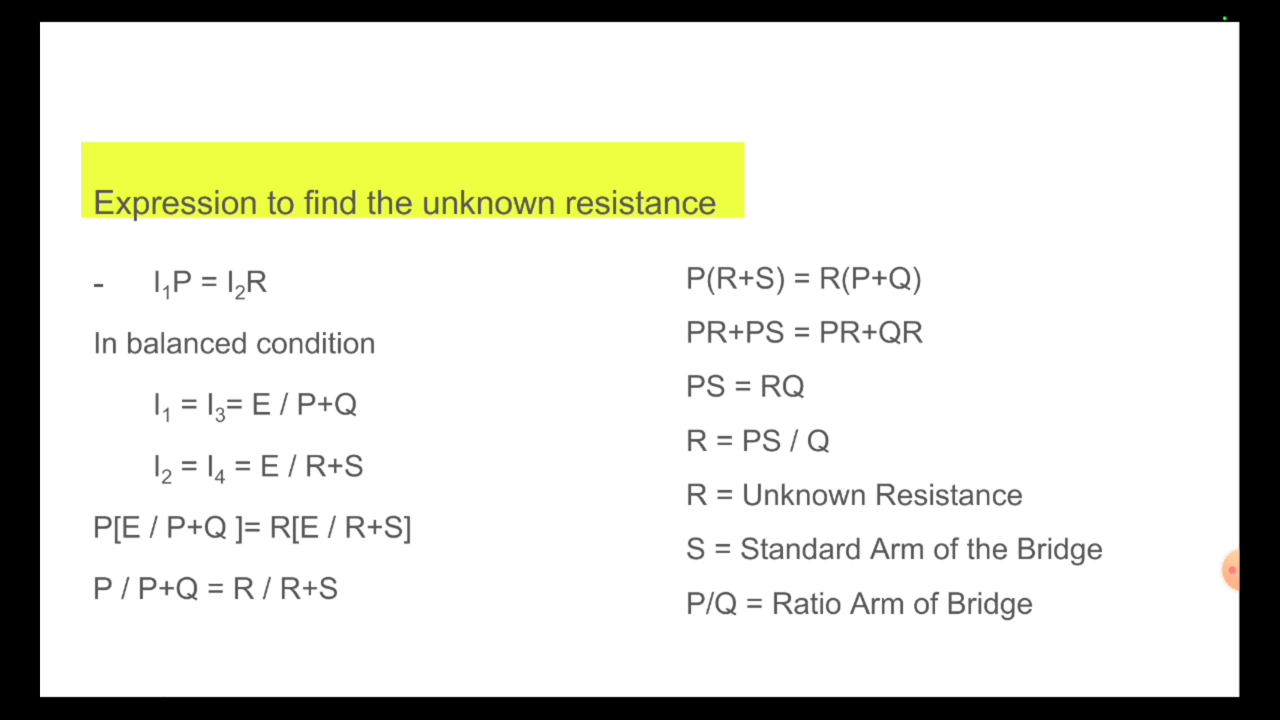 Expression to find the unknown resistance
- I₁P = I₂R
In balanced condition
I₁ = I₃= E / P+Q
I₂ = I₄ = E / R+S
P[E / P+Q ]= R[E / R+S]
P / P+Q = R / R+S
P(R+S) = R(P+Q)
PR+PS = PR+QR
PS = RQ
R = PS / Q
R = Unknown Resistance
S = Standard Arm of the Bridge
P/Q = Ratio Arm of Bridge